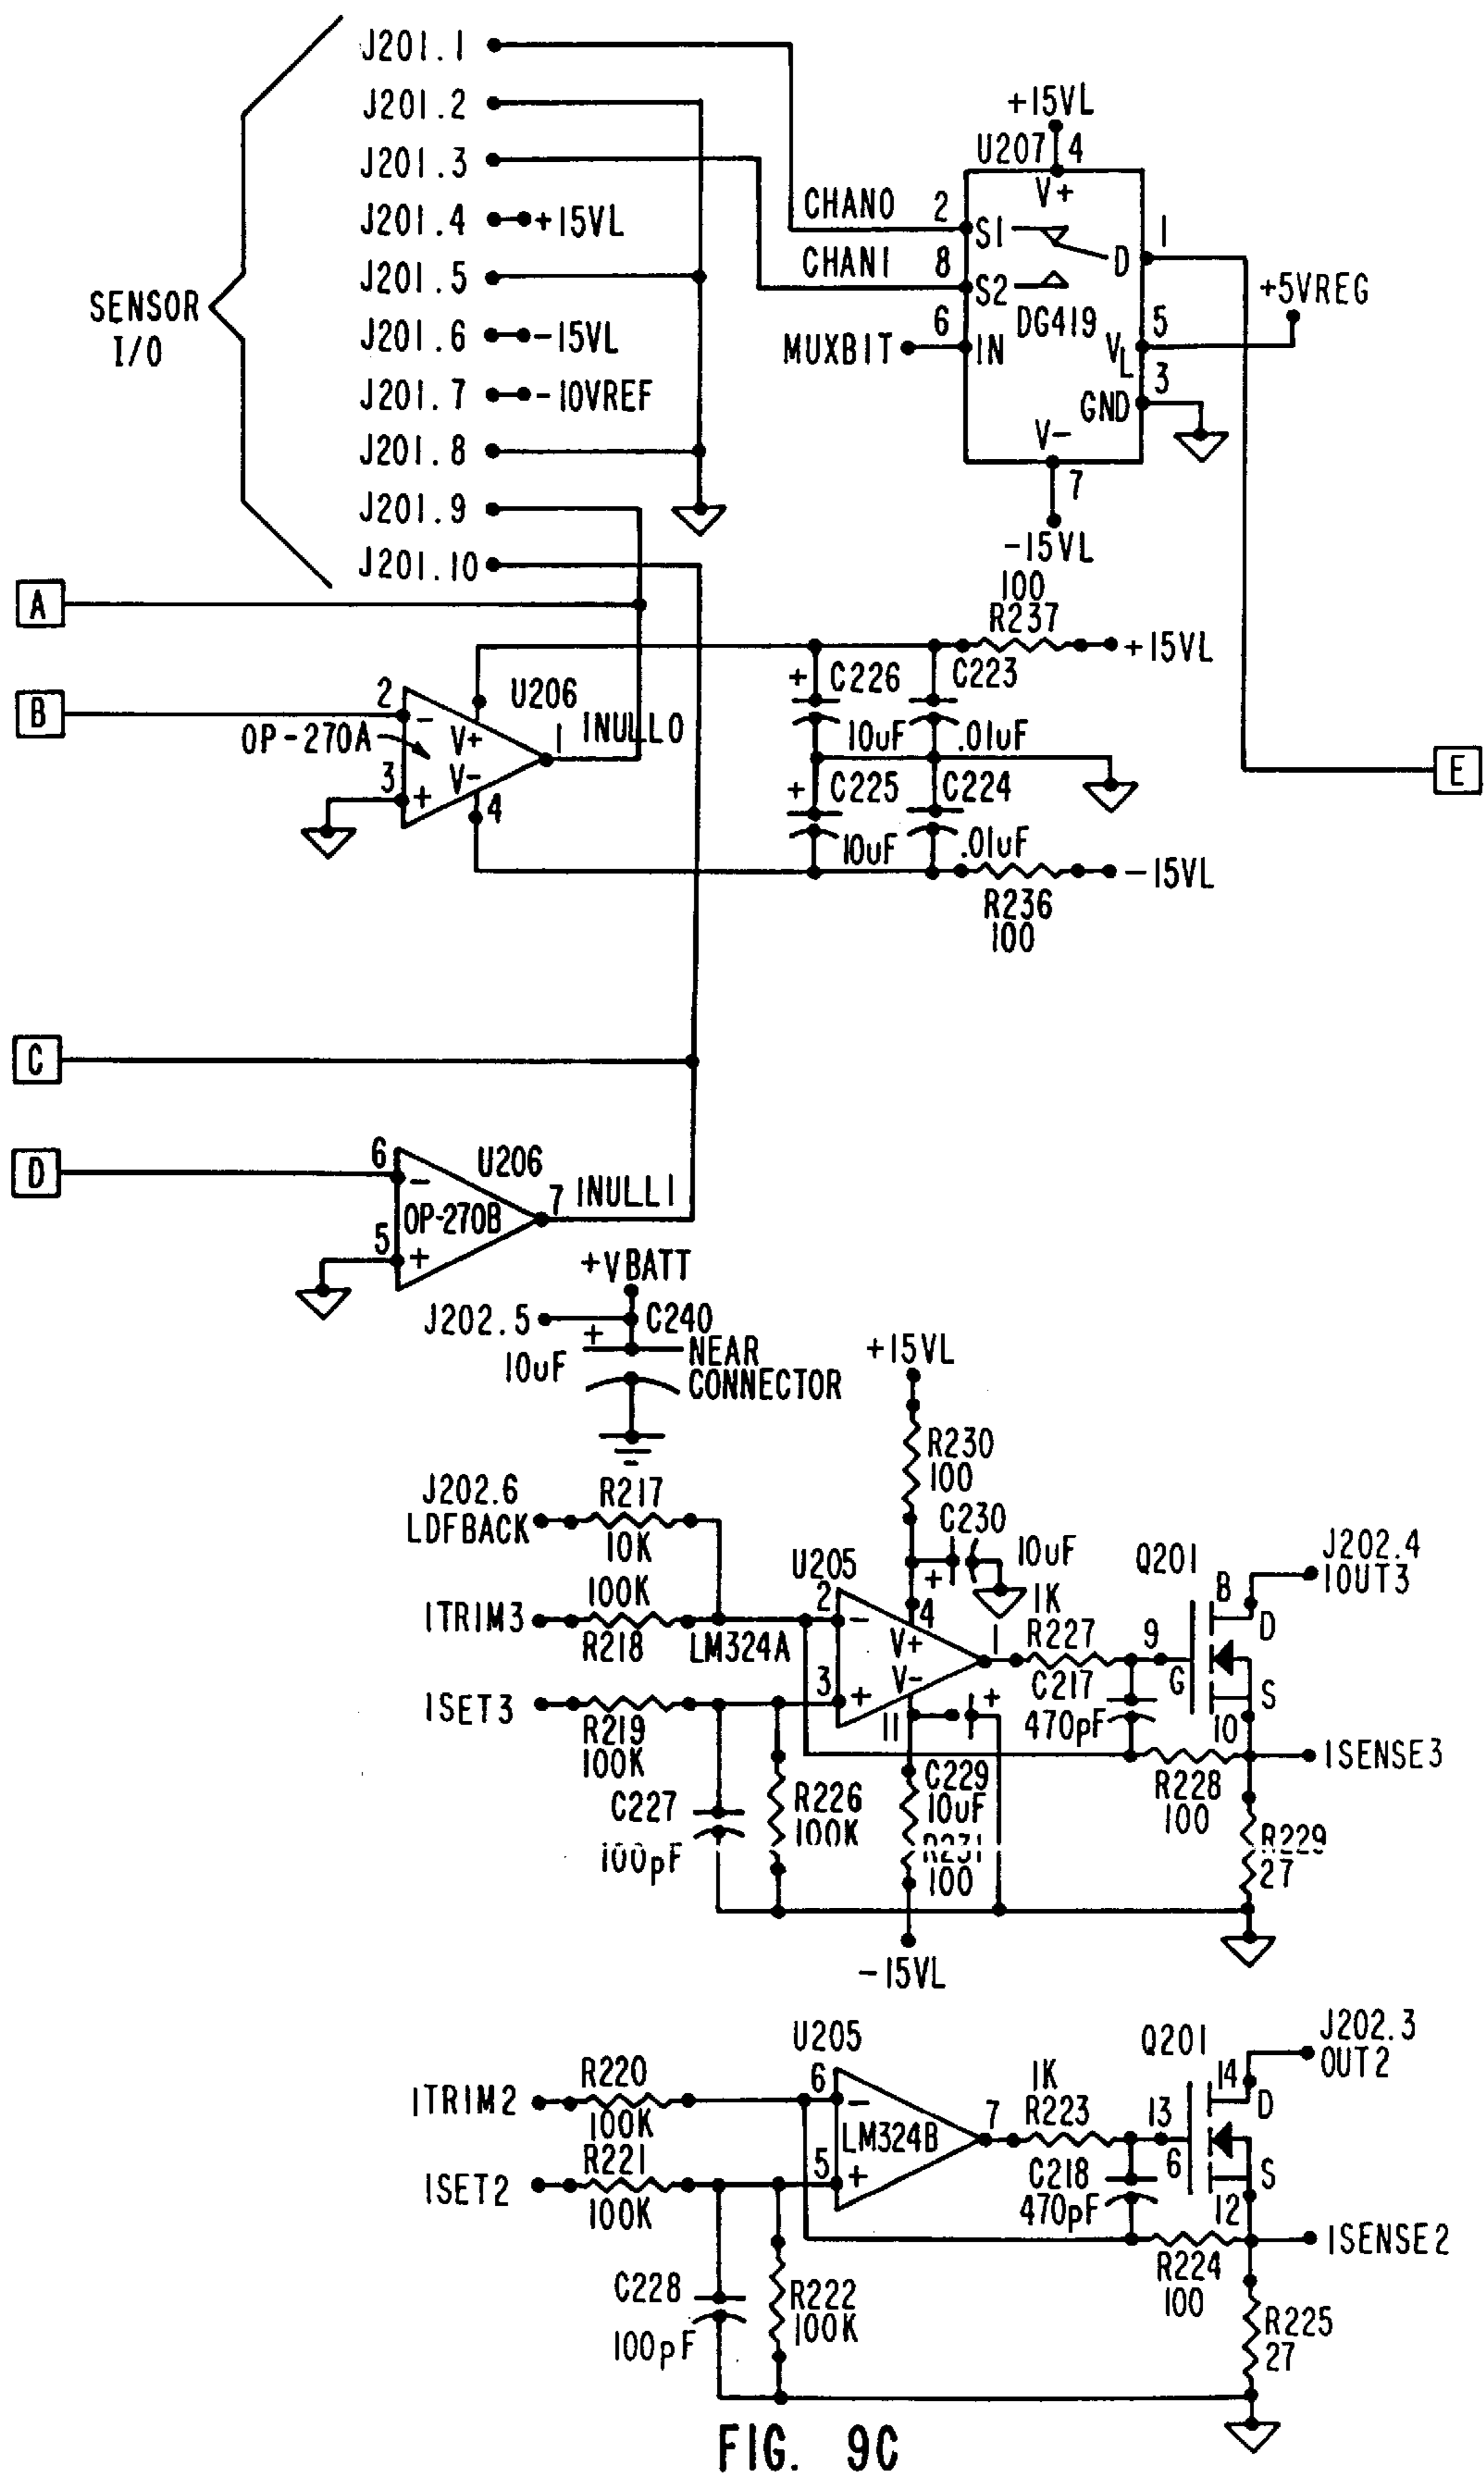 J201.1
J201.2
J201.3
J201.4
+15VL
J201.5
J201.6
-15VL
J201.7
-10VREF
J201.8
J201.9
J201.10
SENSOR
I/O
+15VL
U207
4
V+
CHAN0
2
S1
D
1
CHAN1
8
S2
DG419
+5VREG
MUXBIT
6
IN
VL
5
GND
3
V-
7
-15VL
100
R237
+15VL
A
B
2
-
V+
U206
1
INULL0
OP-270A
3
+
V-
4
+
C226
10uF
C223
.01uF
+
C225
10uF
C224
.01uF
-15VL
R236
100
E
C
D
6
-
U206
OP-270B
7
INULL1
5
+
+VBATT
J202.5
C240
+
10uF
NEAR
CONNECTOR
+15VL
R230
100
J202.6
LDFBACK
R217
10K
C230
10uF
+
U205
ITRIM3
100K
R218
LM324A
2
-
4
V+
1
1K
R227
Q201
8
J202.4
IOUT3
D
9
G
ISET3
R219
100K
3
+
V-
11
+
C217
470pF
S
10
ISENSE3
C227
100pF
R226
100K
C229
10uF
R231
100
R228
100
R229
27
-15VL
U205
ITRIM2
R220
100K
6
-
LM324B
7
1K
R223
Q201
14
J202.3
OUT2
D
13
6
ISET2
R221
100K
5
+
C218
470pF
S
12
ISENSE2
C228
100pF
R222
100K
R224
100
R225
27
FIG. 9C